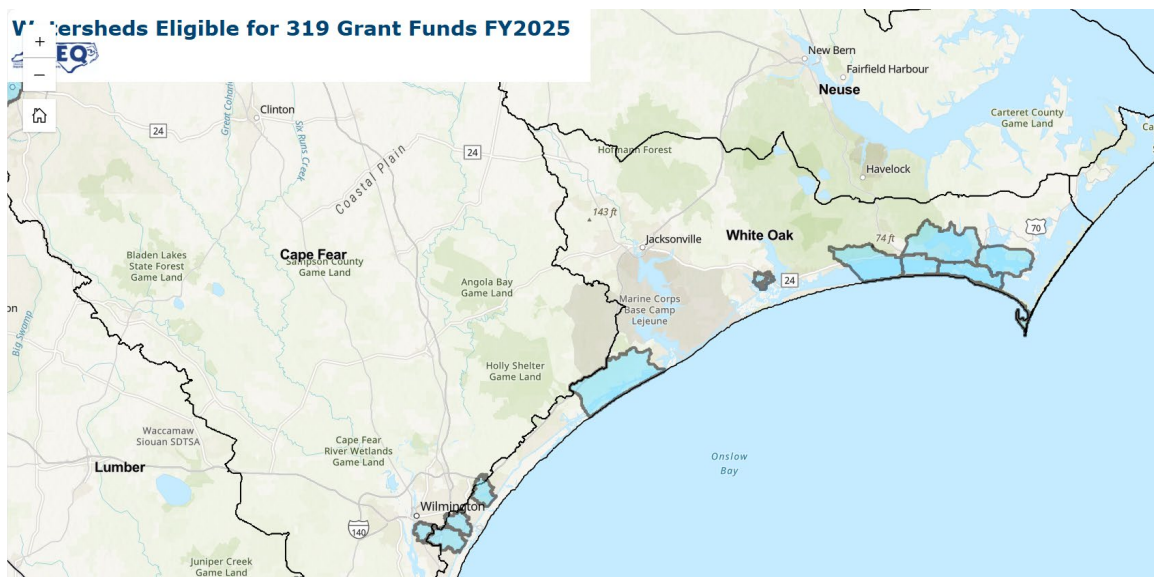 Watersheds Eligible for 319 Grant Funds FY2025
+
EQ
−
New Bern
Fairfield Harbour
Neuse
Carteret County
Game Land
Clinton
Great Coharie
Six Runs Creek
24
24
Coastal Plain
Hofmann Forest
Havelock
143 ft
Jacksonville
White Oak
74 ft
70
Cape Fear
Sampson County
Game Land
Bladen Lakes
State Forest
Game Land
Angola Bay
Game Land
24
Marine Corps
Base Camp
Lejeune
on
Big Swamp
Holly Shelter
Game Land
Waccamaw
Siouan SDTSA
Cape Fear
River Wetlands
Game Land
Lumber
Onslow
Bay
Wilmington
140
Juniper Creek
Game Land